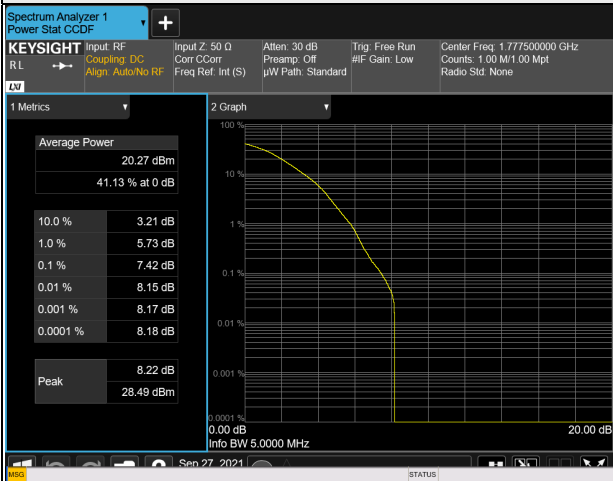 Spectrum Analyzer 1
Power Stat CCDF
KEYSIGHT
R L
LXI
Input: RF
Coupling: DC
Align: Auto/No RF
Input Z: 50 Ω
Corr CCorr
Freq Ref: Int (S)
Atten: 30 dB
Preamp: Off
µW Path: Standard
Trig: Free Run
#IF Gain: Low
Center Freq: 1.777500000 GHz
Counts: 1.00 M/1.00 Mpt
Radio Std: None
1 Metrics
Average Power
20.27 dBm
41.13 % at 0 dB
10.0 % 3.21 dB
1.0 % 5.73 dB
0.1 % 7.42 dB
0.01 % 8.15 dB
0.001 % 8.17 dB
0.0001 % 8.18 dB
Peak
8.22 dB
28.49 dBm
2 Graph
100 %
10 %
1 %
0.1 %
0.01 %
0.001 %
0.0001 %
0.00 dB
20.00 dB
Info BW 5.0000 MHz
Sep 27, 2021
MSG
STATUS